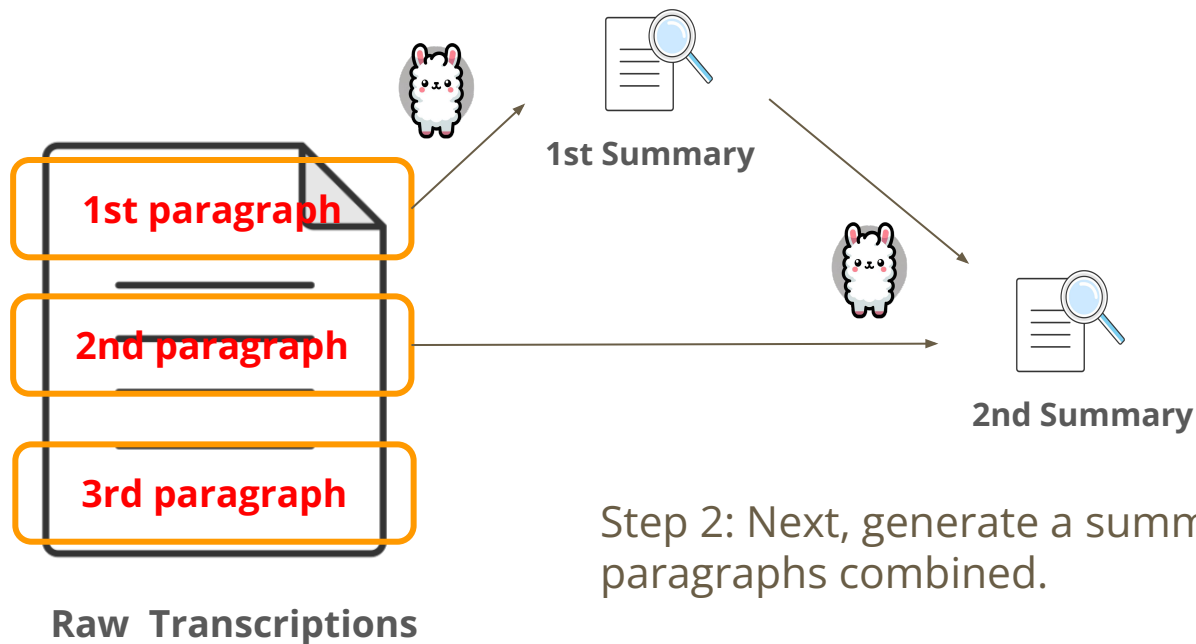 1st Summary
1st paragraph
2nd paragraph
2nd Summary
3rd paragraph
Step 2: Next, generate a summ
paragraphs combined.
Raw Transcriptions